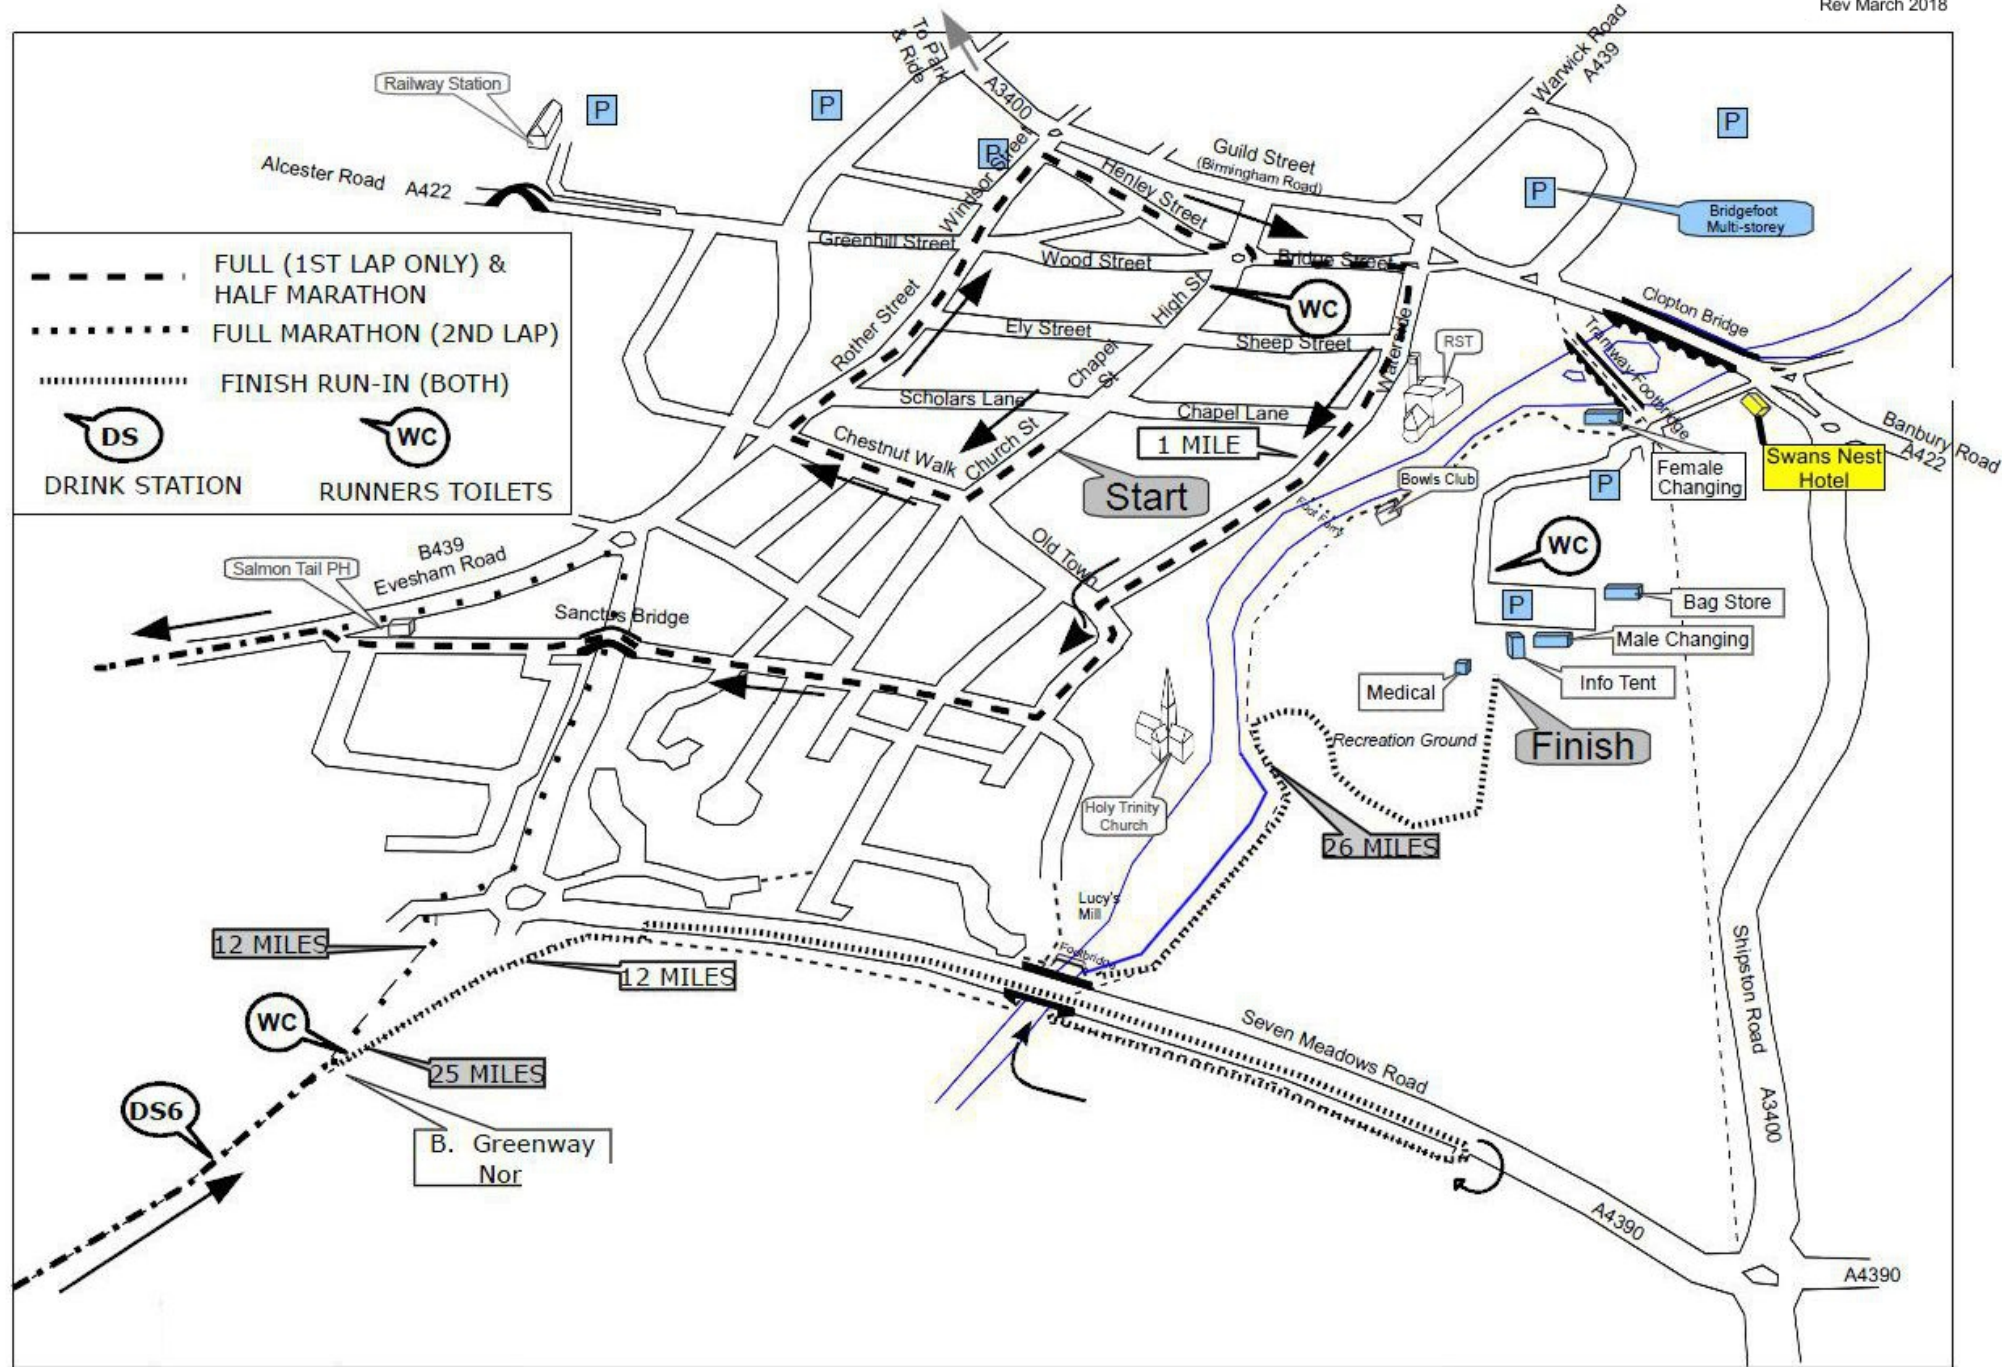 Rev March 2018
To Park
& Ride
A3400
Warwick Road
A439
Railway Station
P
P
P
P
P
Bridgefoot
Multi-storey
Alcester Road A422
Guild Street
(Birmingham Road)
Windsor Street
Henley Street
Greenhill Street
Wood Street
Bridge Street
High St
WC
Clopton Bridge
Tramway Footbridge
FULL (1ST LAP ONLY) &
HALF MARATHON
FULL MARATHON (2ND LAP)
FINISH RUN-IN (BOTH)
DS
WC
DRINK STATION
RUNNERS TOILETS
Rother Street
Ely Street
Sheep Street
Waterside
RST
Chapel
St
Scholars Lane
Chapel Lane
Chestnut Walk
Church St
1 MILE
Start
Banbury Road
A422
Swans Nest
Hotel
Female
Changing
Bowls Club
P
Foot Ferry
WC
Old Town
B439
Evesham Road
Salmon Tail PH
Sanctus Bridge
P
Bag Store
Male Changing
Info Tent
Medical
Recreation Ground
Finish
Holy Trinity
Church
26 MILES
Lucy's
Mill
Footbridge
12 MILES
12 MILES
WC
25 MILES
DS6
B. Greenway
Nor
Seven Meadows Road
Shipston Road
A3400
A4390
A4390